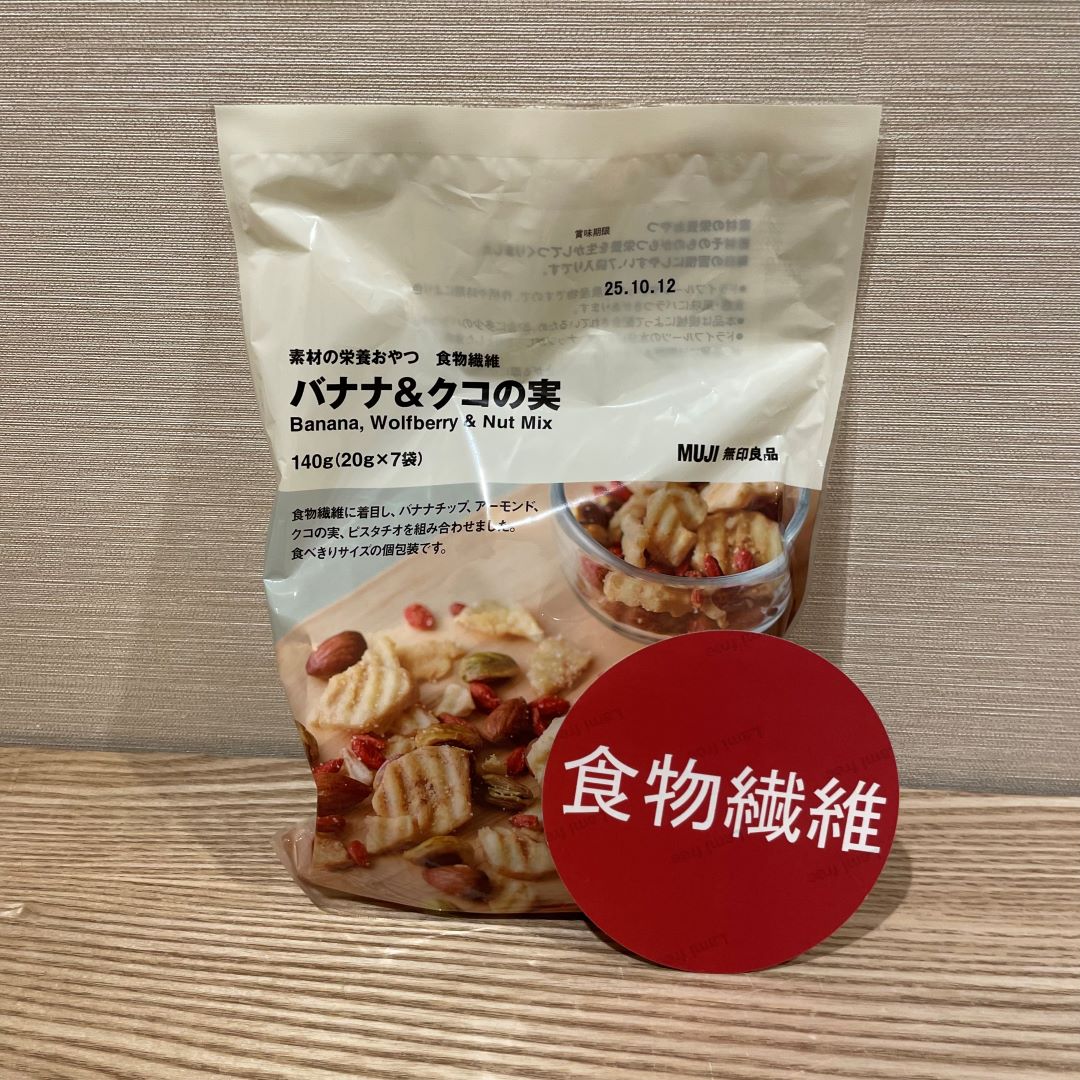 賞味期限
25.10.12
素材の栄養おやつ 食物繊維
バナナ&クコの実
Banana, Wolfberry & Nut Mix
140g(20g×7袋)
MUJI 無印良品
食物繊維に着目し、バナナチップ、アーモンド、
クコの実、ピスタチオを組み合わせました。
食べきりサイズの個包装です。
食物繊維